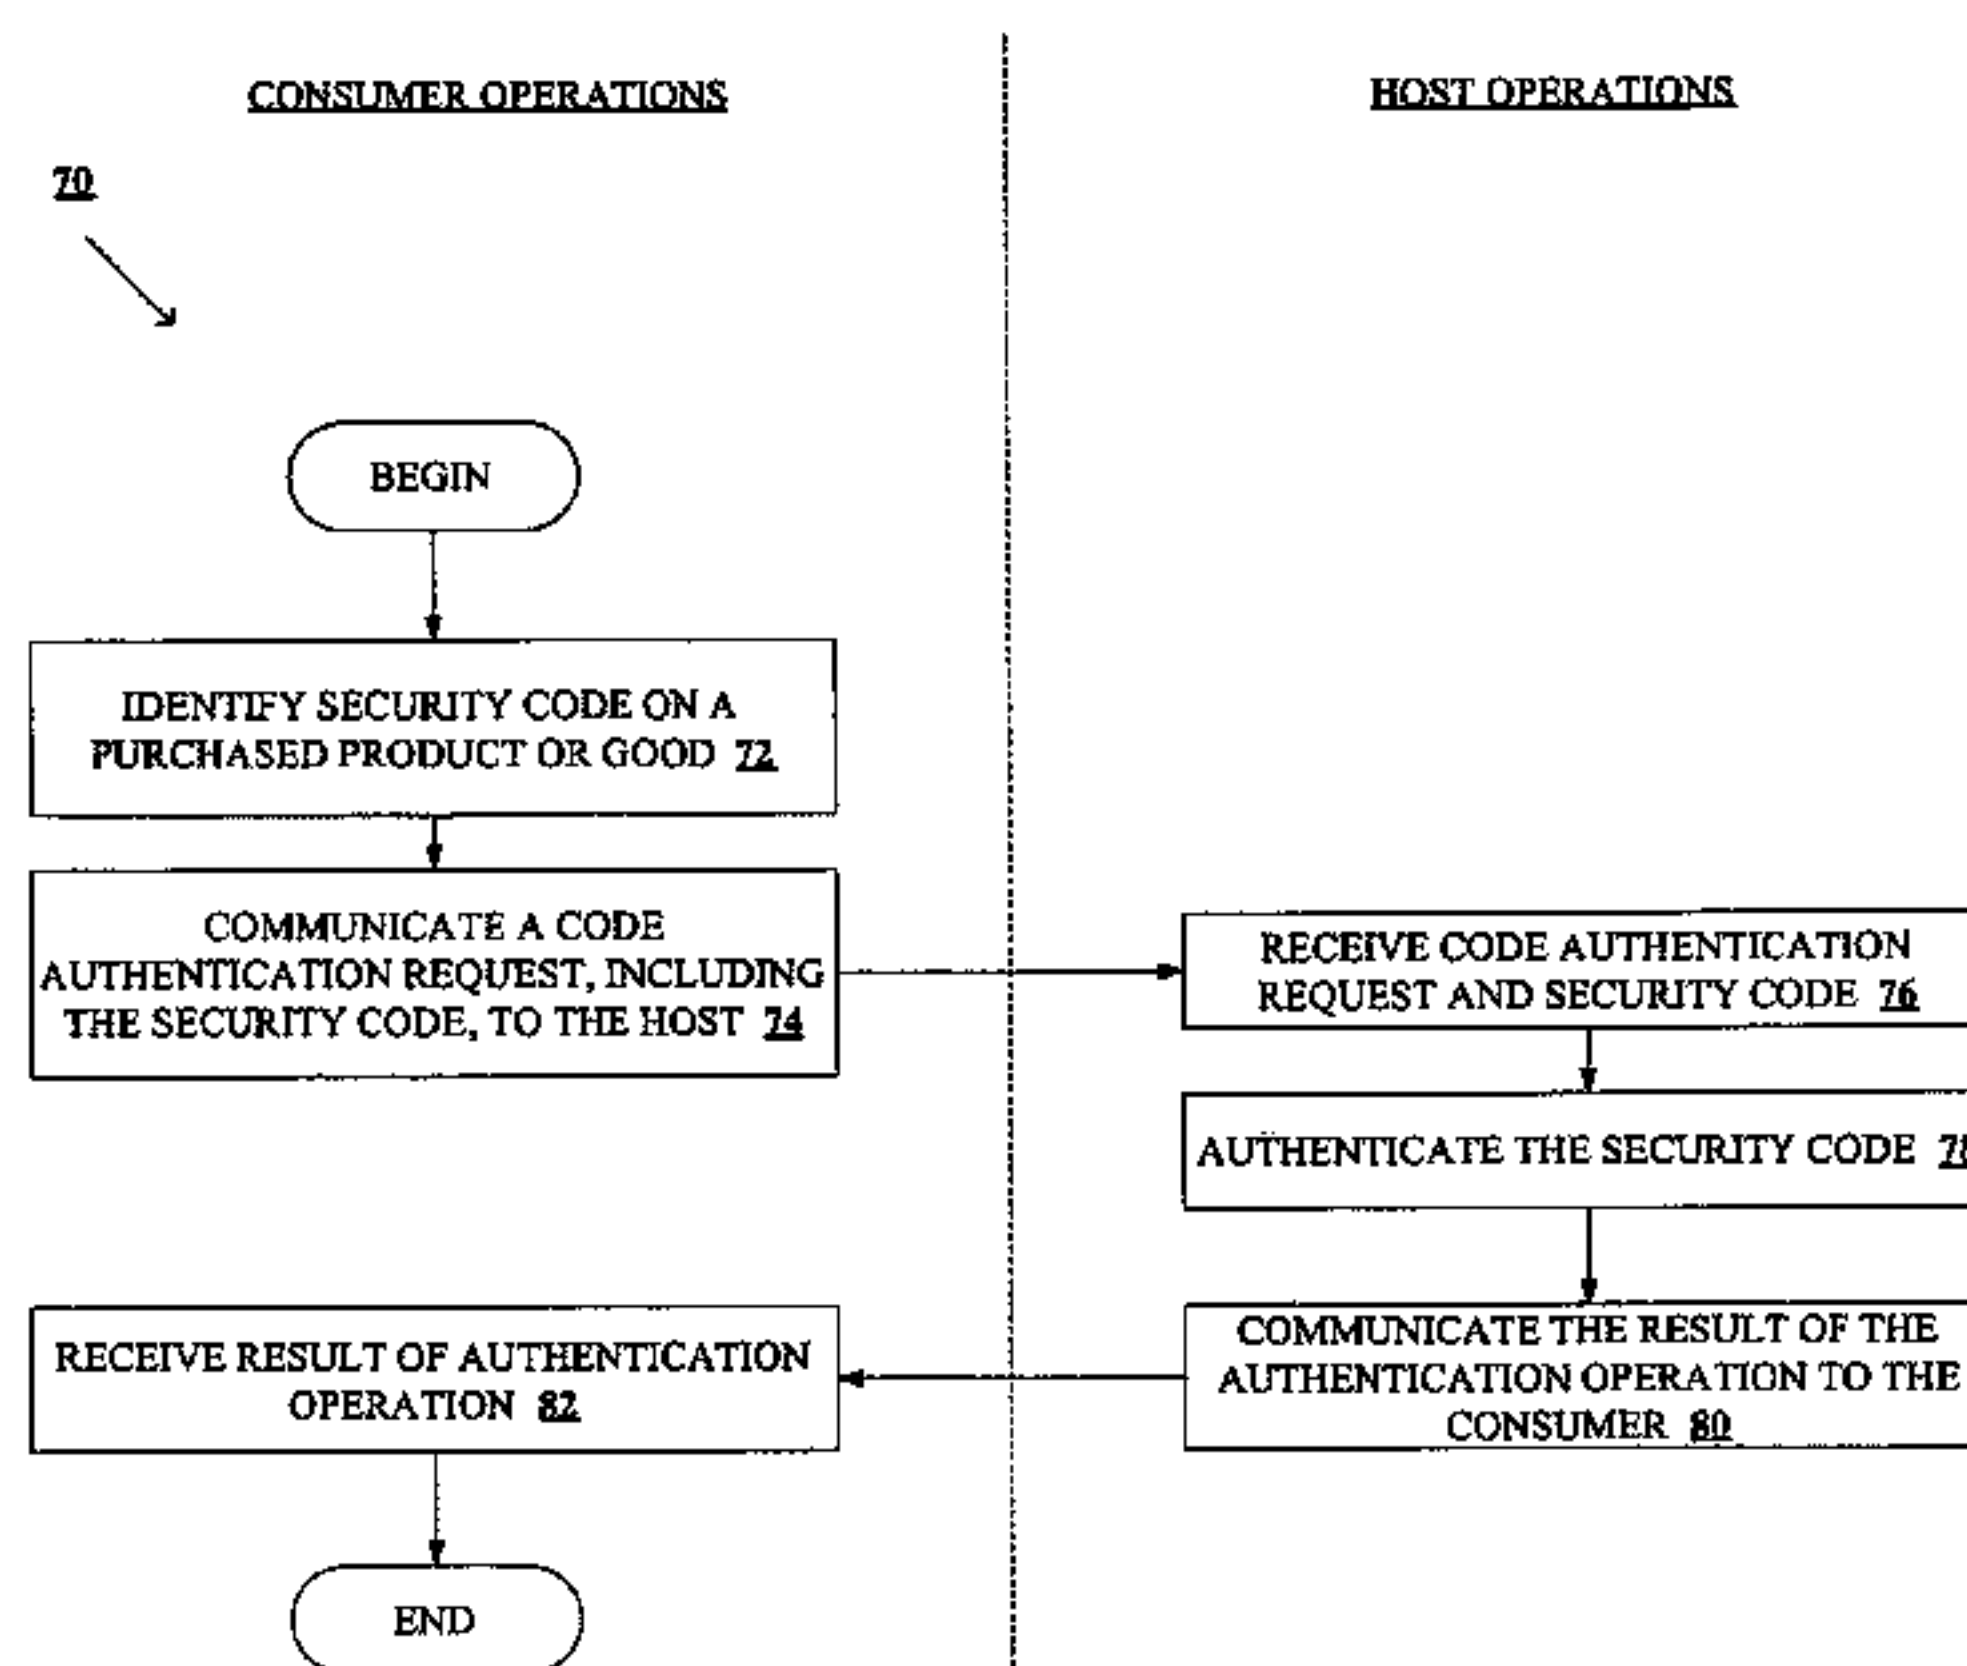 CONSUMER OPERATIONS
HOST OPERATIONS
70
BEGIN
IDENTIFY SECURITY CODE ON A
PURCHASED PRODUCT OR GOOD 72
COMMUNICATE A CODE
AUTHENTICATION REQUEST, INCLUDING
THE SECURITY CODE, TO THE HOST 74
RECEIVE CODE AUTHENTICATION
REQUEST AND SECURITY CODE 76
AUTHENTICATE THE SECURITY CODE
COMMUNICATE THE RESULT OF THE
AUTHENTICATION OPERATION TO THE
CONSUMER 80
RECEIVE RESULT OF AUTHENTICATION
OPERATION 82
END